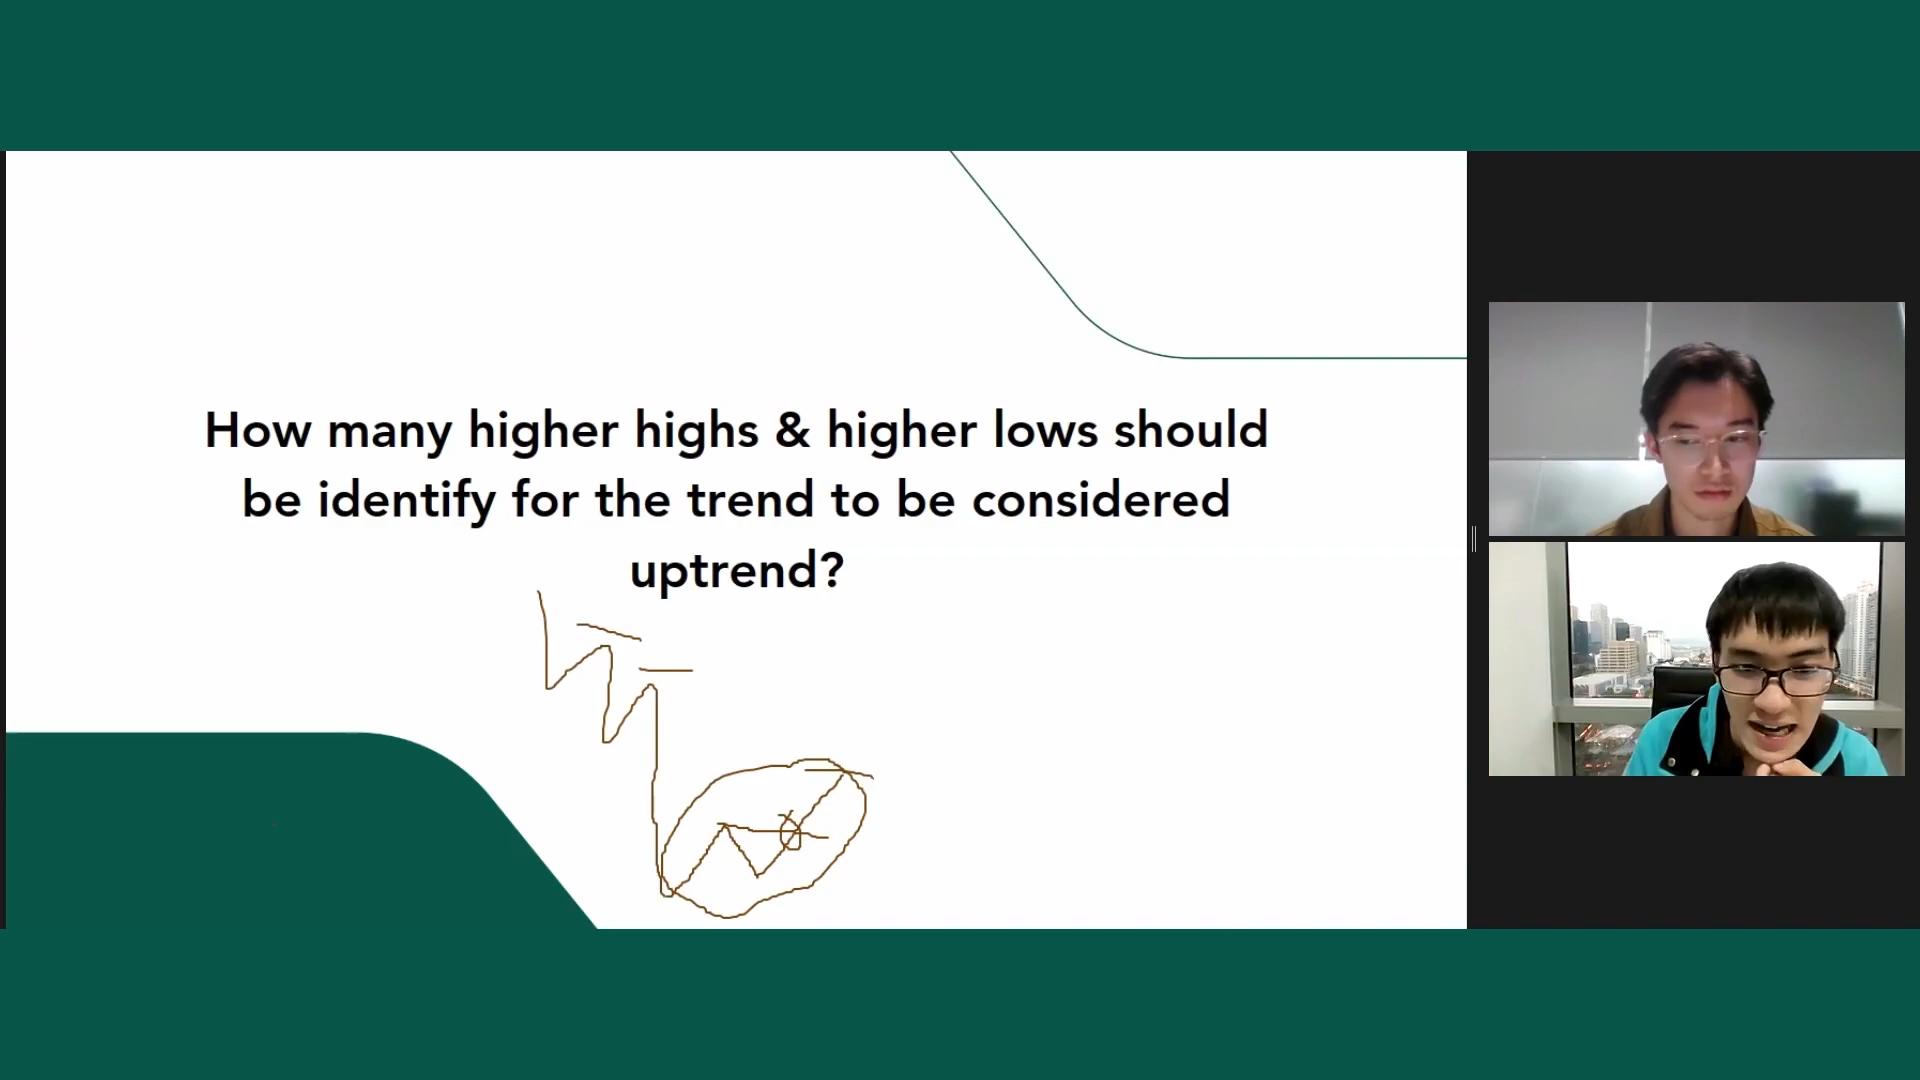 How many higher highs & higher lows should
be identify for the trend to be considered
uptrend?